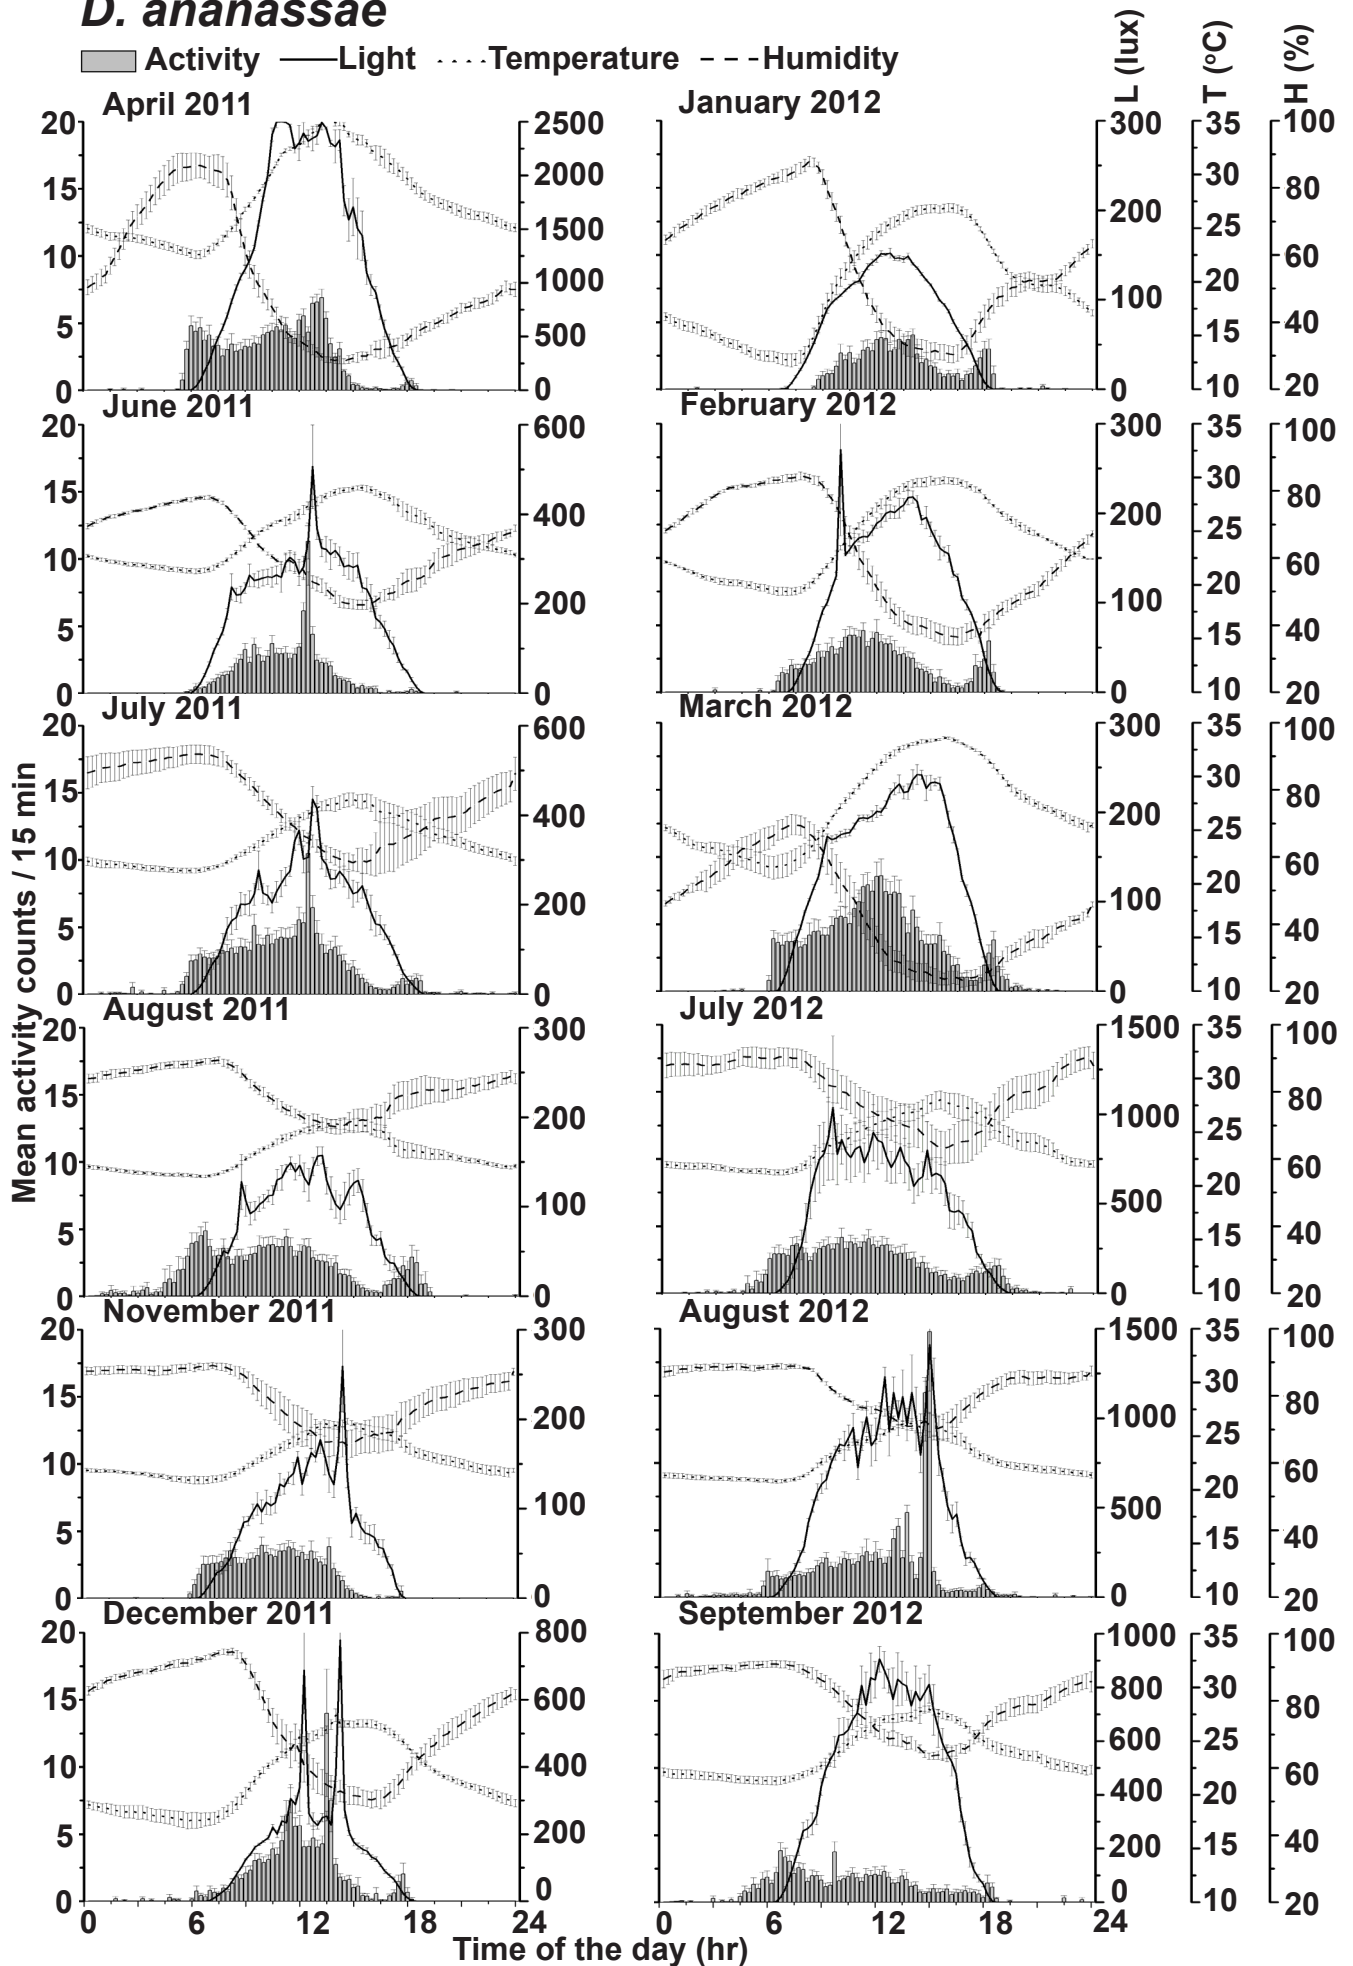 D. ananassae
Activity Light Temperature Humidity
L (lux) T (°C) H (%)
April 2011 January 2012
20 15 10 5 0 2500 2000 1500 1000 500 0 300 200 100 0 35 30 25 20 15 10 100 80 60 40 20
June 2011 February 2012
20 15 10 5 0 600 400 200 0 300 200 100 0 35 30 25 20 15 10 100 80 60 40 20
July 2011 March 2012
20 15 10 5 0 600 400 200 0 300 200 100 0 35 30 25 20 15 10 100 80 60 40 20
August 2011 July 2012
20 15 10 5 0 300 200 100 0 1500 1000 500 0 35 30 25 20 15 10 100 80 60 40 20
November 2011 August 2012
20 15 10 5 0 300 200 100 0 1500 1000 500 0 35 30 25 20 15 10 100 80 60 40 20
December 2011 September 2012
20 15 10 5 0 800 600 400 200 0 1000 800 600 400 200 0 35 30 25 20 15 10 100 80 60 40 20
0 6 12 18 24 0 6 12 18 24
Mean activity counts / 15 min
Time of the day (hr)